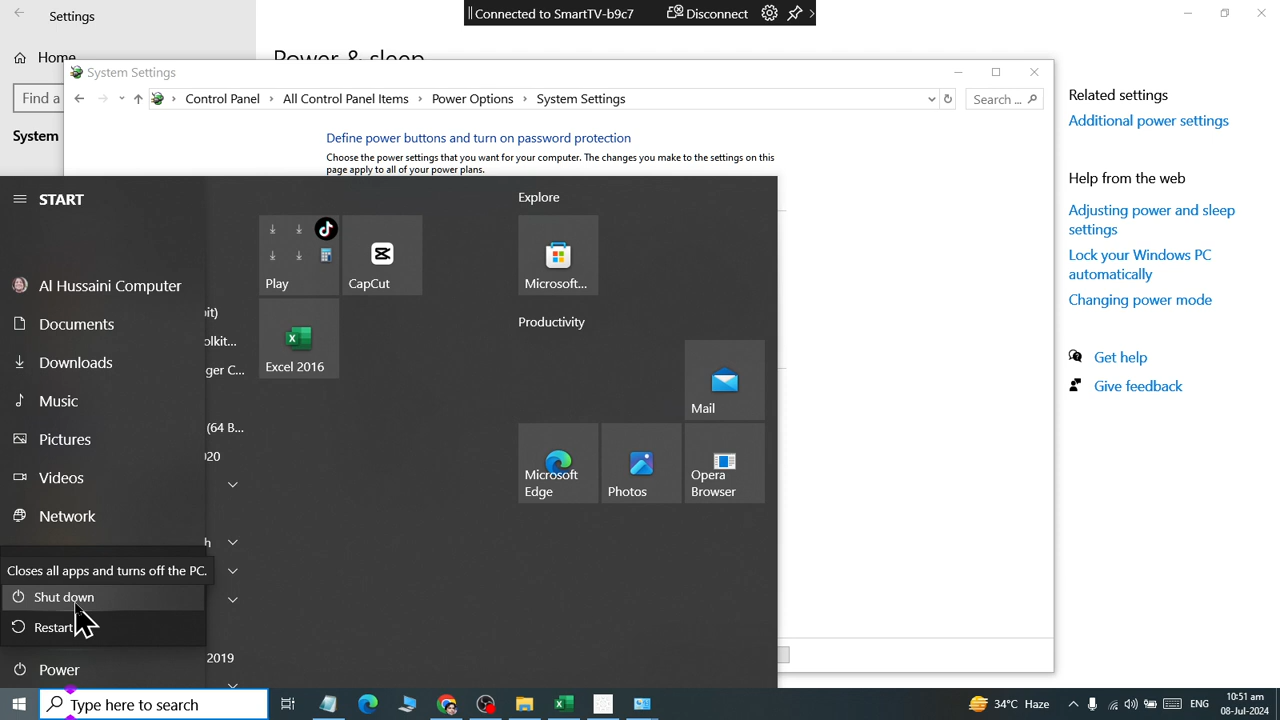 Settings
Connected to SmartTV-b9c7
Disconnect
Home
Power & sleep
System Settings
Find a
Control Panel
All Control Panel Items
Power Options
System Settings
Search ...
System
Define power buttons and turn on password protection
Choose the power settings that you want for your computer. The changes you make to the settings on this
page apply to all of your power plans.
Related settings
Additional power settings
Help from the web
Adjusting power and sleep
settings
Lock your Windows PC
automatically
Changing power mode
Get help
Give feedback
START
Al Hussaini Computer
Documents
Downloads
Music
Pictures
Videos
Network
Closes all apps and turns off the PC.
Shut down
Restart
Power
bit)
olkit...
ger C...
(64 B...
020
h
2019
Play
CapCut
Excel 2016
Explore
Microsoft...
Productivity
Mail
Microsoft
Edge
Photos
Opera
Browser
Type here to search
34°C Haze
ENG
10:51 am
08-Jul-2024